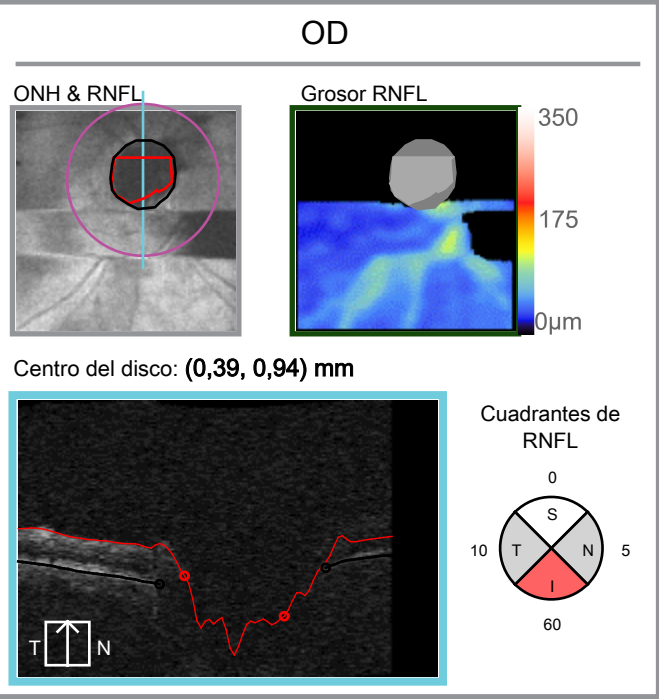 OD
ONH & RNFL
Grosor RNFL
350
175
0µm
Centro del disco: (0,39, 0,94) mm
Cuadrantes de
RNFL
0
S
10 T N 5
I
60
T N